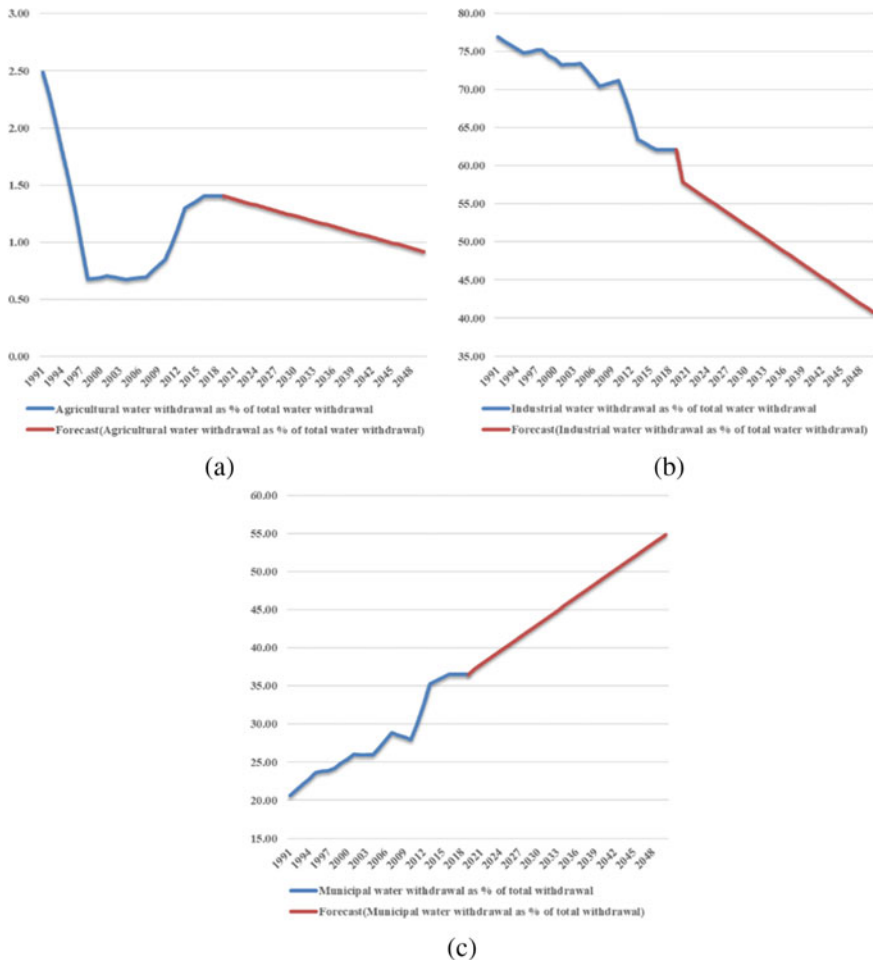 3.00
2.50
2.00
1.50
1.00
0.50
0.00
1991 1994 1997 2000 2003 2006 2009 2012 2015 2018 2021 2024 2027 2030 2033 2036 2039 2042 2045 2048
Agricultural water withdrawal as % of total water withdrawal
Forecast(Agricultural water withdrawal as % of total water withdrawal)
(a)
80.00
75.00
70.00
65.00
60.00
55.00
50.00
45.00
40.00
35.00
1991 1994 1997 2000 2003 2006 2009 2012 2015 2018 2021 2024 2027 2030 2033 2036 2039 2042 2045 2048
Industrial water withdrawal as % of total water withdrawal
Forecast(Industrial water withdrawal as % of total water withdrawal)
(b)
60.00
55.00
50.00
45.00
40.00
35.00
30.00
25.00
20.00
15.00
1991 1994 1997 2000 2003 2006 2009 2012 2015 2018 2021 2024 2027 2030 2033 2036 2039 2042 2045 2048
Municipal water withdrawal as % of total withdrawal
Forecast(Municipal water withdrawal as % of total withdrawal)
(c)